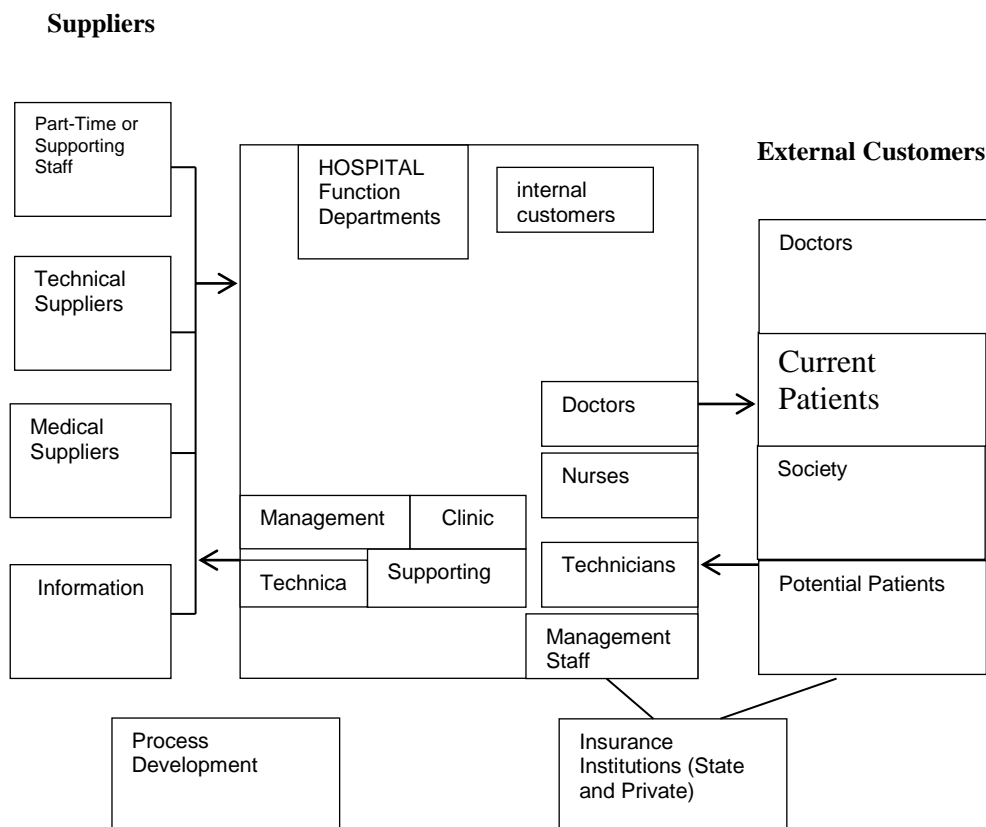 Suppliers
Part-Time or
Supporting
Staff
Technical
Suppliers
Medical
Suppliers
Information
HOSPITAL
Function
Departments
internal
customers
Doctors
Nurses
Technicians
Management
Staff
Management
Clinic
Technica
Supporting
External Customers
Doctors
Current
Patients
Society
Potential Patients
Process
Development
Insurance
Institutions (State
and Private)